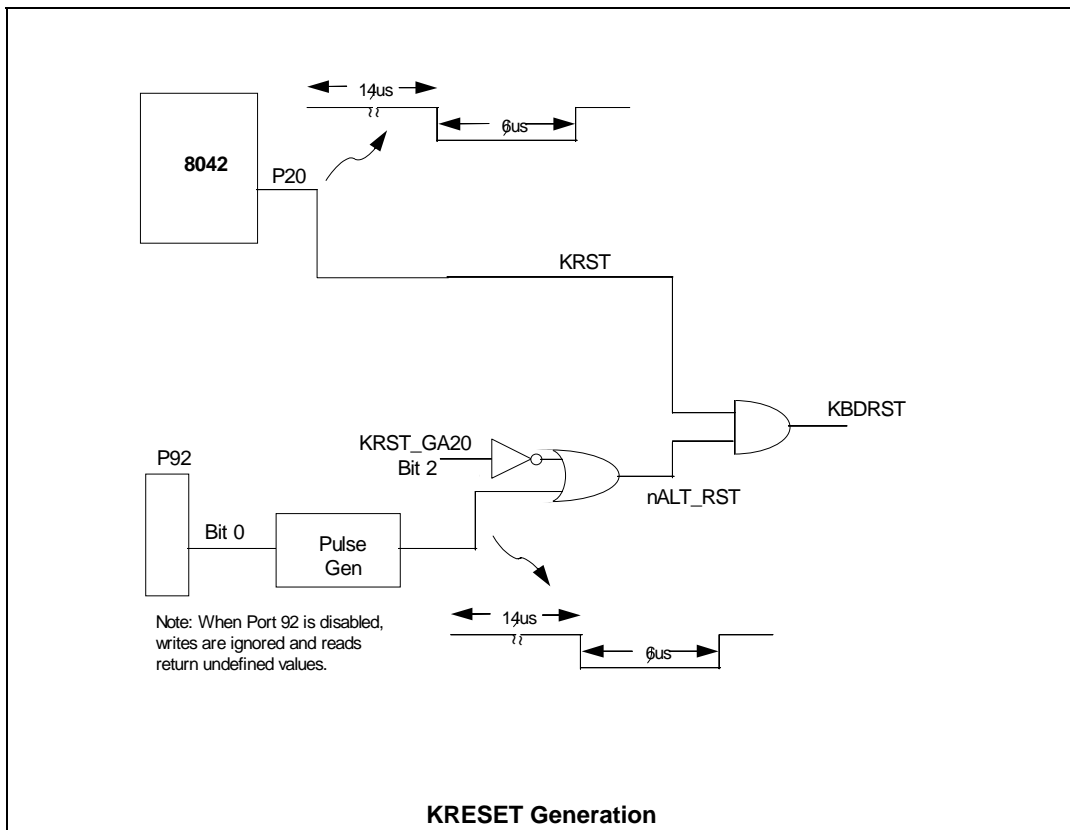 14us
≈
6us
8042
P20
KRST
KBDRST
KRST_GA20
Bit 2
nALT_RST
P92
Bit 0
Pulse
Gen
14us
≈
6us
Note: When Port 92 is disabled,
writes are ignored and reads
return undefined values.
KRESET Generation